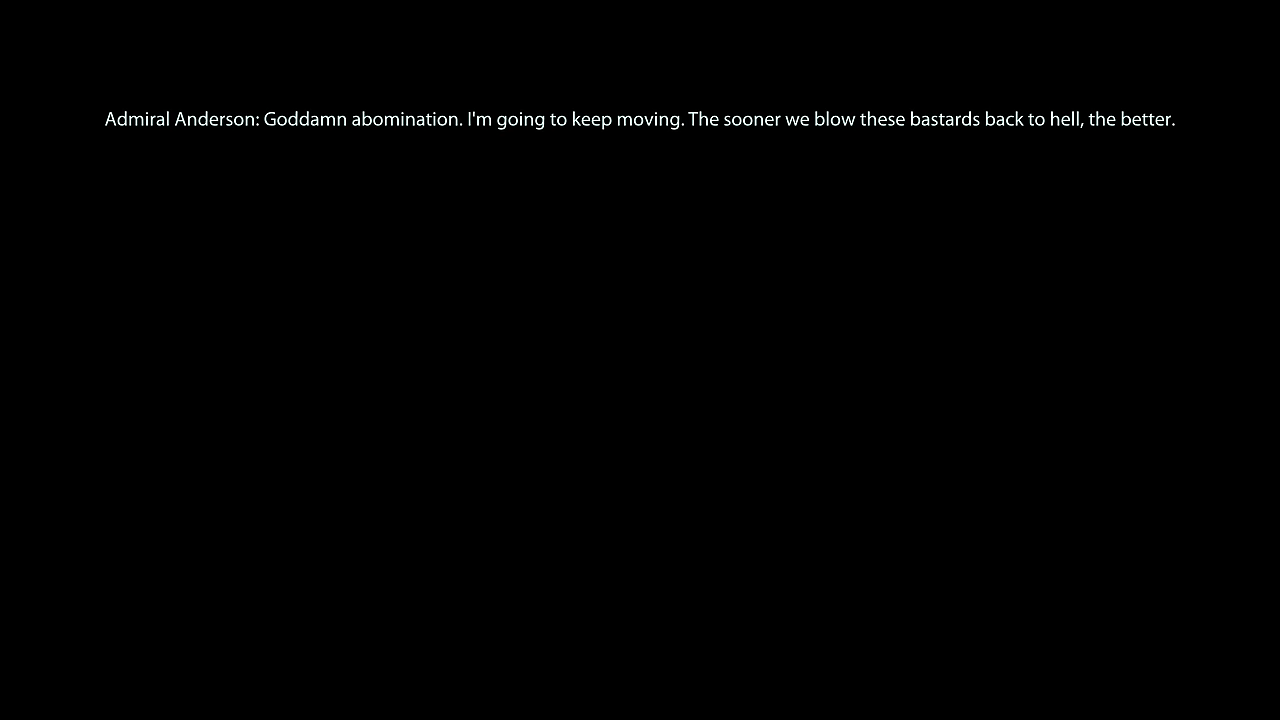 Admiral Anderson: Goddamn abomination. I'm going to keep moving. The sooner we blow these bastards back to hell, the better.